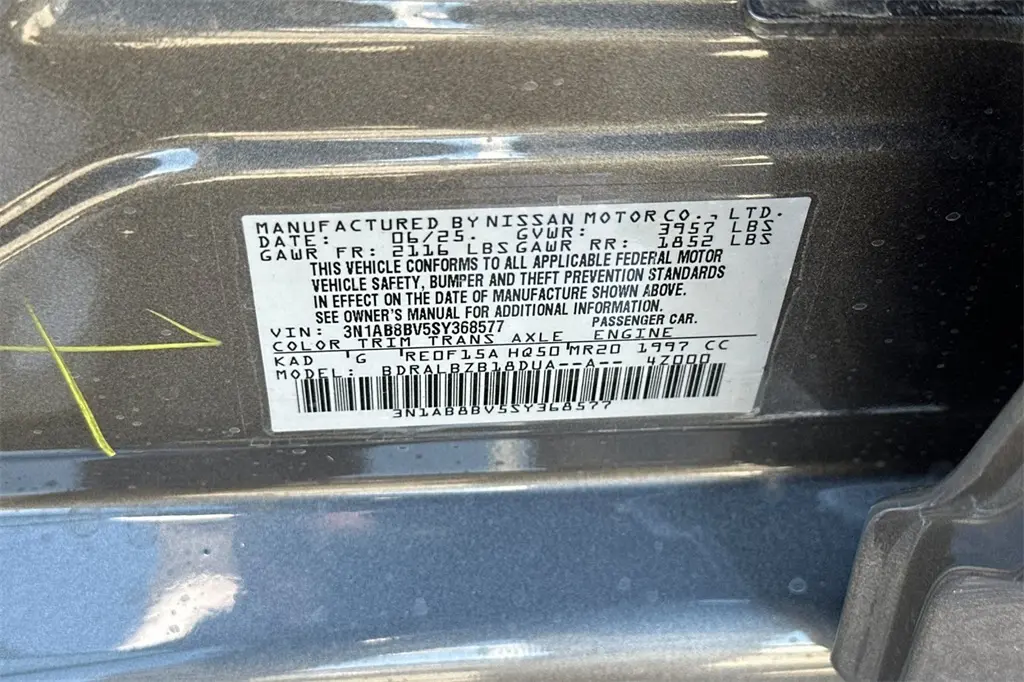 MANUFACTURED BY NISSAN MOTOR CO., LTD.
DATE: 06/25. GVWR: 3957 LBS
GAWR FR: 2116 LBS GAWR RR: 1852 LBS
THIS VEHICLE CONFORMS TO ALL APPLICABLE FEDERAL MOTOR
VEHICLE SAFETY, BUMPER AND THEFT PREVENTION STANDARDS
IN EFFECT ON THE DATE OF MANUFACTURE SHOWN ABOVE.
SEE OWNER'S MANUAL FOR ADDITIONAL INFORMATION.
VIN: 3N1AB8BV5SY368577 PASSENGER CAR.
COLOR TRIM TRANS AXLE ENGINE
KAD G RE0F15A HQ50 MR20 1997 CC
MODEL: BDRALBZB18DUA--A-- 4Z000
3N1AB8BV5SY368577